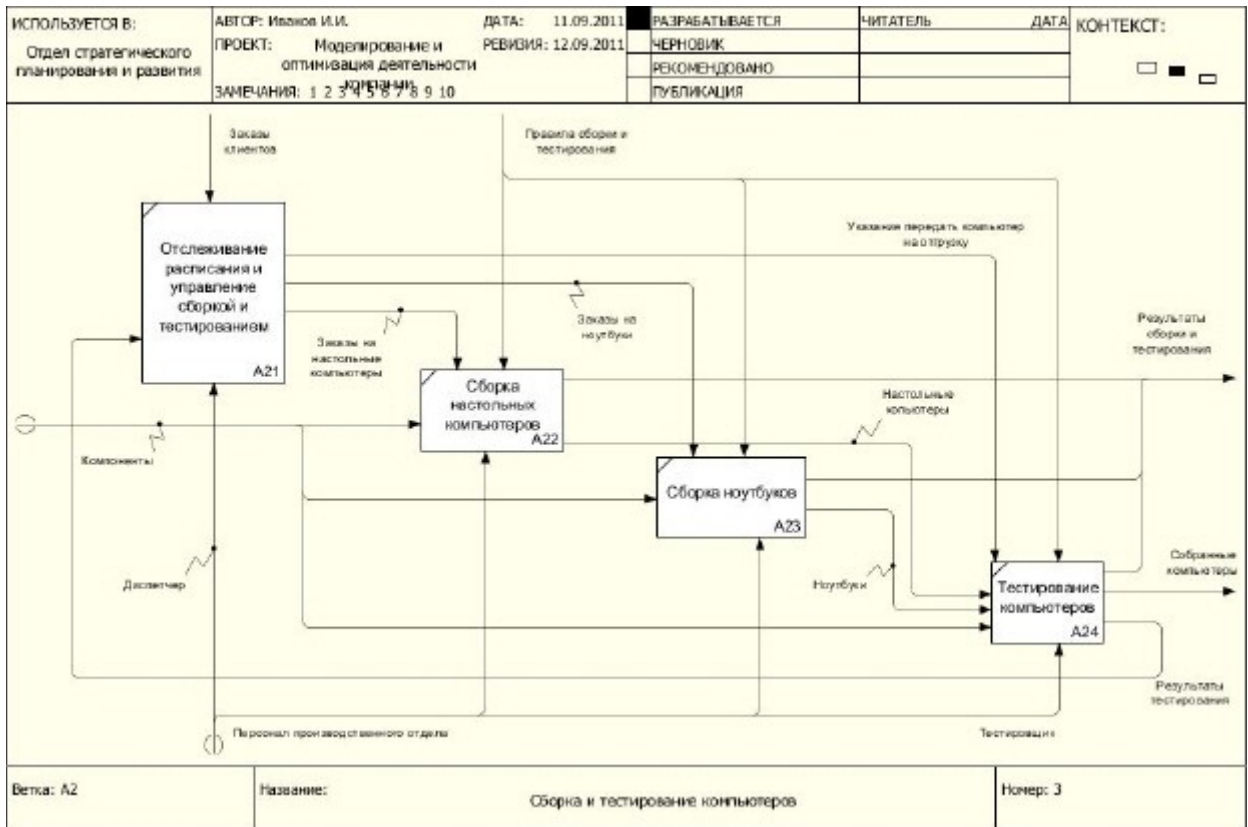 ИСПОЛЬЗУЕТСЯ В:
Отдел стратегического
планирования и развития
АВТОР: Иванов И.И.
ДАТА: 11.09.2011
ПРОЕКТ: Моделирование и
оптимизация деятельности
компании
РЕВИЗИЯ: 12.09.2011
ЗАМЕЧАНИЯ: 1 2 3 4 5 6 7 8 9 10
РАЗРАБАТЫВАЕТСЯ
ЧЕРНОВИК
РЕКОМЕНДОВАНО
ПУБЛИКАЦИЯ
ЧИТАТЕЛЬ ДАТА
КОНТЕКСТ:
Заказы
клиентов
Правила сборки и
тестирования
Отслеживание
расписания и
управление
сборкой и
тестированием
A21
Указание передать компьютер
на отгрузку
Заказы на
настольные
компьютеры
Заказы на
ноутбуки
Результаты
сборки и
тестирования
Сборка
настольных
компьютеров
A22
Настольные
копьютеры
Компоненты
Сборка ноутбуков
A23
Диспетчер
Ноутбуки
Собранные
компьютеры
Тестирование
компьютеров
A24
Результаты
тестирования
Персонал производственного отдела
Тестировщик
Ветка: A2
Название:
Сборка и тестирование компьютеров
Номер: 3